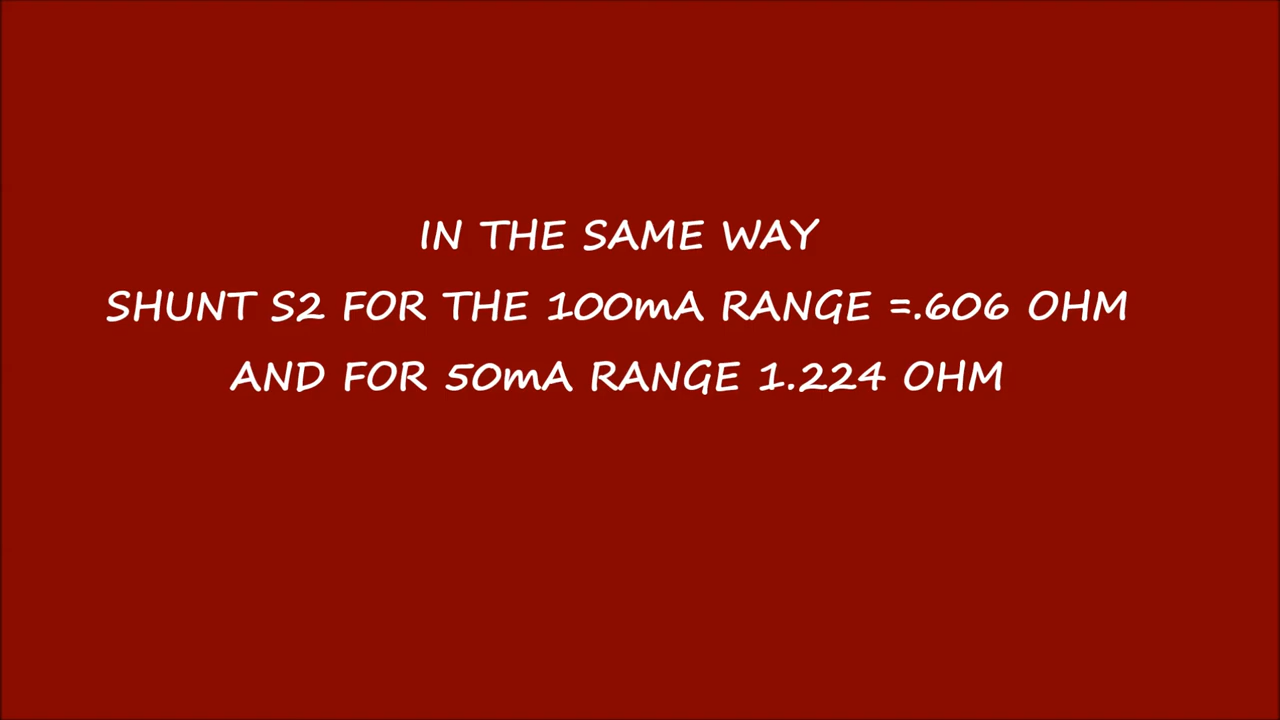 IN THE SAME WAY
SHUNT S2 FOR THE 100mA RANGE =.606 OHM
AND FOR 50mA RANGE 1.224 OHM